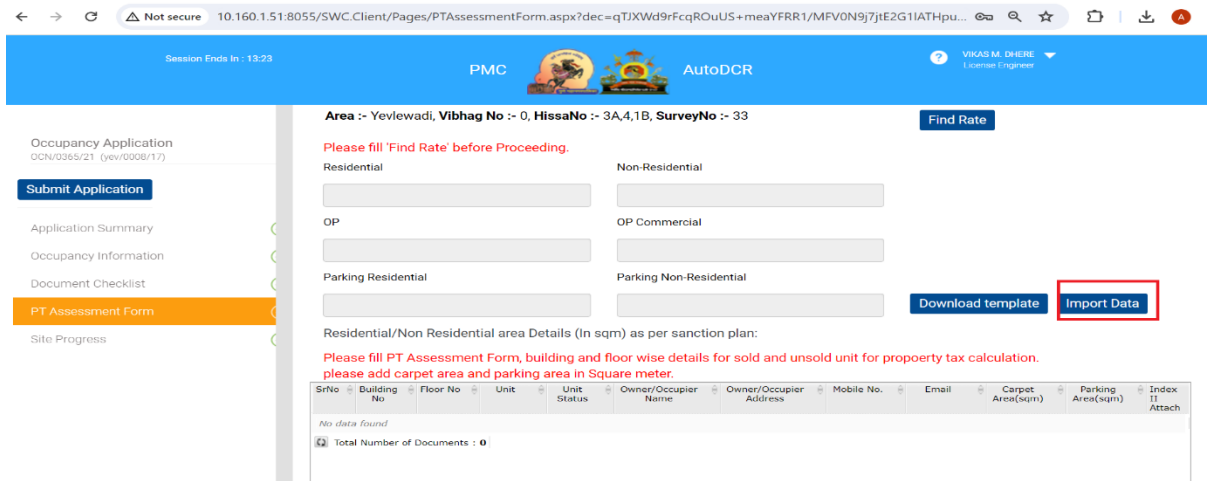 Not secure 10.160.1.51:8055/SWC.Client/Pages/PTAssessmentForm.aspx?dec=qTJXWd9rFcqROuUS+meaYFRR1/MFV0N9j7jtE2G1lATHpu... A
Session Ends In : 13:23
PMC AutoDCR
? VIKAS M. DHERE
License Engineer
Area :- Yevlewadi, Vibhag No :- 0, HissaNo :- 3A,4,1B, SurveyNo :- 33
Find Rate
Occupancy Application
OCN/0365/21 (yev/0008/17)
Submit Application
Application Summary
Occupancy Information
Document Checklist
PT Assessment Form
Site Progress
Please fill 'Find Rate' before Proceeding.
Residential Non-Residential
OP OP Commercial
Parking Residential Parking Non-Residential
Download template Import Data
Residential/Non Residential area Details (In sqm) as per sanction plan:
Please fill PT Assessment Form, building and floor wise details for sold and unsold unit for propoerty tax calculation.
please add carpet area and parking area in Square meter.
SrNo Building No Floor No Unit Unit Status Owner/Occupier Name Owner/Occupier Address Mobile No. Email Carpet Area(sqm) Parking Area(sqm) Index II Attach
No data found
Total Number of Documents : 0